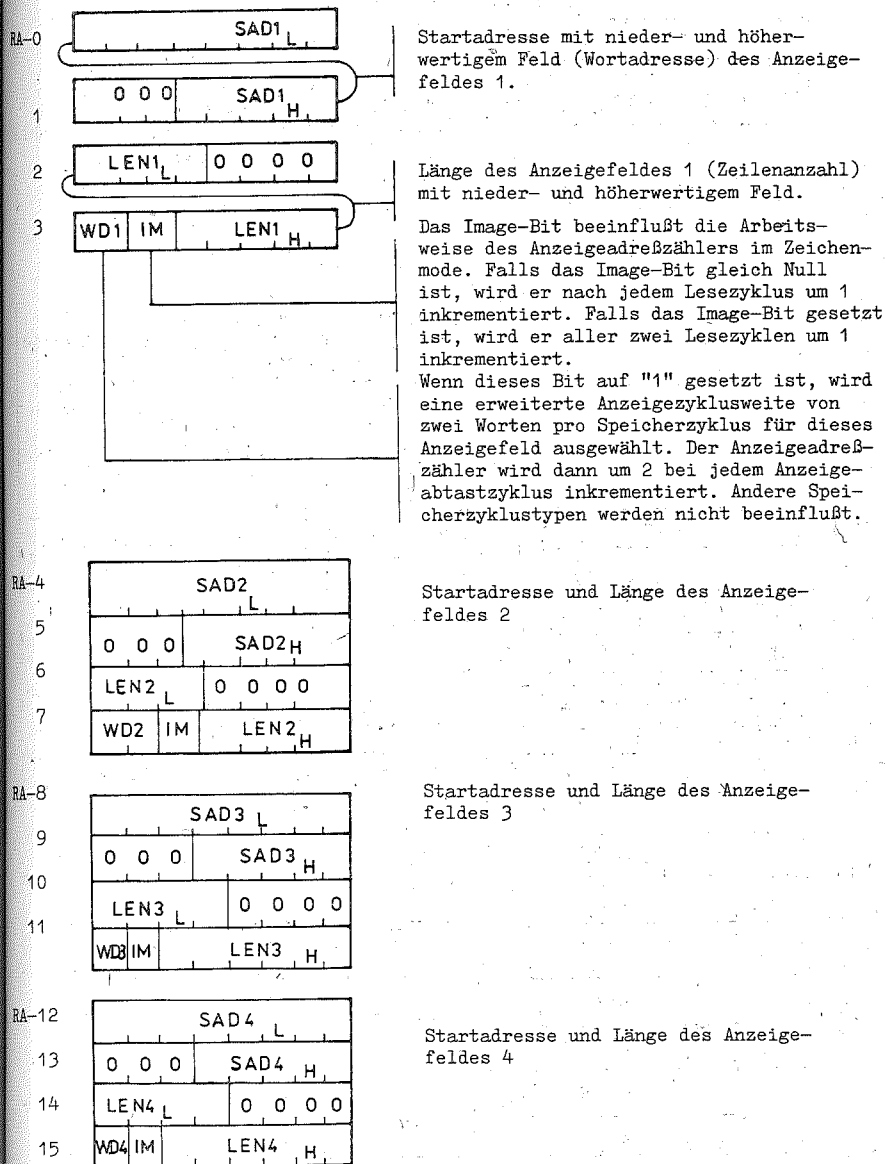 RA-0 SAD1 L
Startadresse mit nieder- und höher-
wertigem Feld (Wortadresse) des Anzeige-
feldes 1.
1 0 0 0 SAD1 H
2 LEN1 L 0 0 0 0
Länge des Anzeigefeldes 1 (Zeilenanzahl)
mit nieder- und höherwertigem Feld.
3 WD1 IM LEN1 H
Das Image-Bit beeinflußt die Arbeits-
weise des Anzeigeadreßzählers im Zeichen-
mode. Falls das Image-Bit gleich Null
ist, wird er nach jedem Lesezyklus um 1
inkrementiert. Falls das Image-Bit gesetzt
ist, wird er aller zwei Lesezyklen um 1
inkrementiert.
Wenn dieses Bit auf "1" gesetzt ist, wird
eine erweiterte Anzeigezyklusweite von
zwei Worten pro Speicherzyklus für dieses
Anzeigefeld ausgewählt. Der Anzeigeadreß-
zähler wird dann um 2 bei jedem Anzeige-
abtastzyklus inkrementiert. Andere Spei-
cherzyklustypen werden nicht beeinflußt.
RA-4 SAD2 L
Startadresse und Länge des Anzeige-
feldes 2
5 0 0 0 SAD2 H
6 LEN2 L 0 0 0 0
7 WD2 IM LEN2 H
RA-8 SAD3 L
Startadresse und Länge des Anzeige-
feldes 3
9 0 0 0 SAD3 H
10 LEN3 L 0 0 0 0
11 WD3 IM LEN3 H
RA-12 SAD4 L
Startadresse und Länge des Anzeige-
feldes 4
13 0 0 0 SAD4 H
14 LEN4 L 0 0 0 0
15 WD4 IM LEN4 H